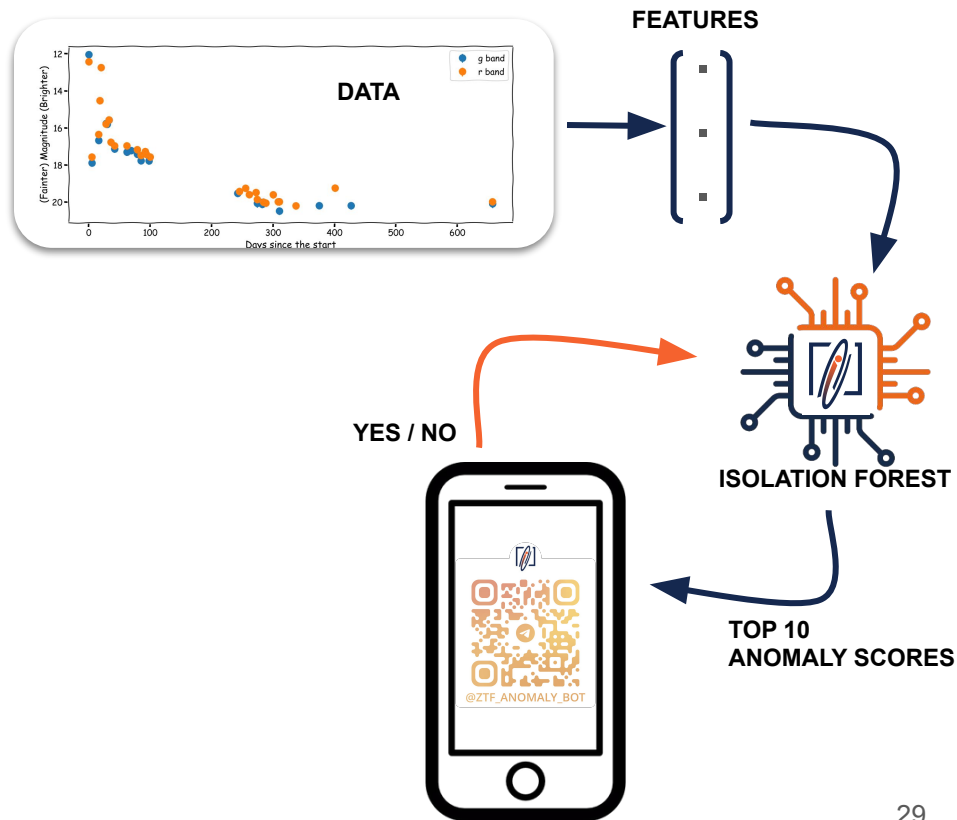 FEATURES
DATA
g band
r band
(Fainter) Magnitude (Brighter)
12
14
16
18
20
0 100 200 300 400 500 600
Days since the start
YES / NO
ISOLATION FOREST
@ZTF_ANOMALY_BOT
TOP 10
ANOMALY SCORES
29